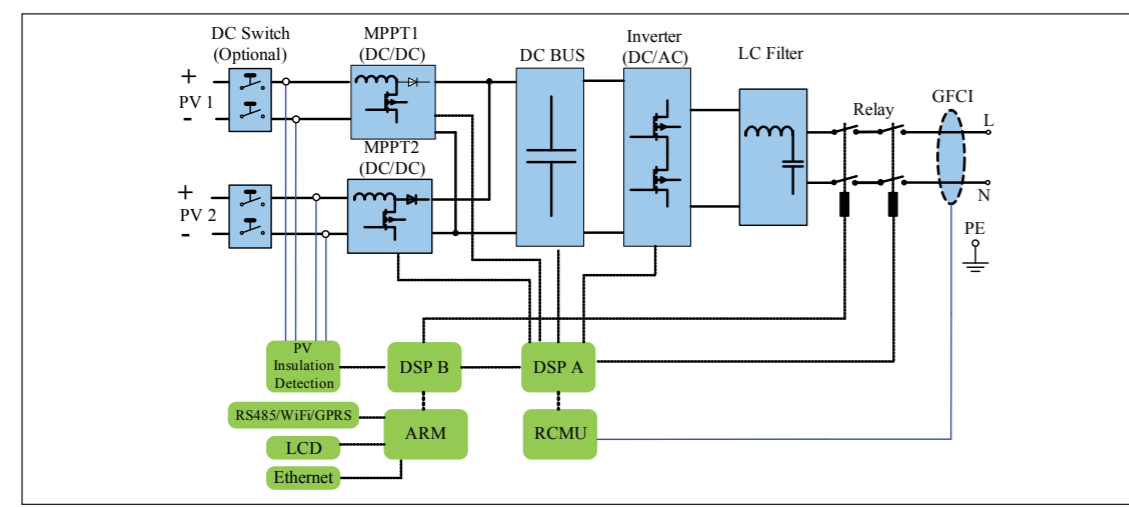 DC Switch
(Optional)
MPPT1
(DC/DC)
DC BUS
Inverter
(DC/AC)
LC Filter
Relay
GFCI
+
PV 1
-
L
MPPT2
(DC/DC)
+
PV 2
-
N
PE
PV
Insulation
Detection
DSP B
DSP A
RS485/WiFi/GPRS
ARM
RCMU
LCD
Ethernet